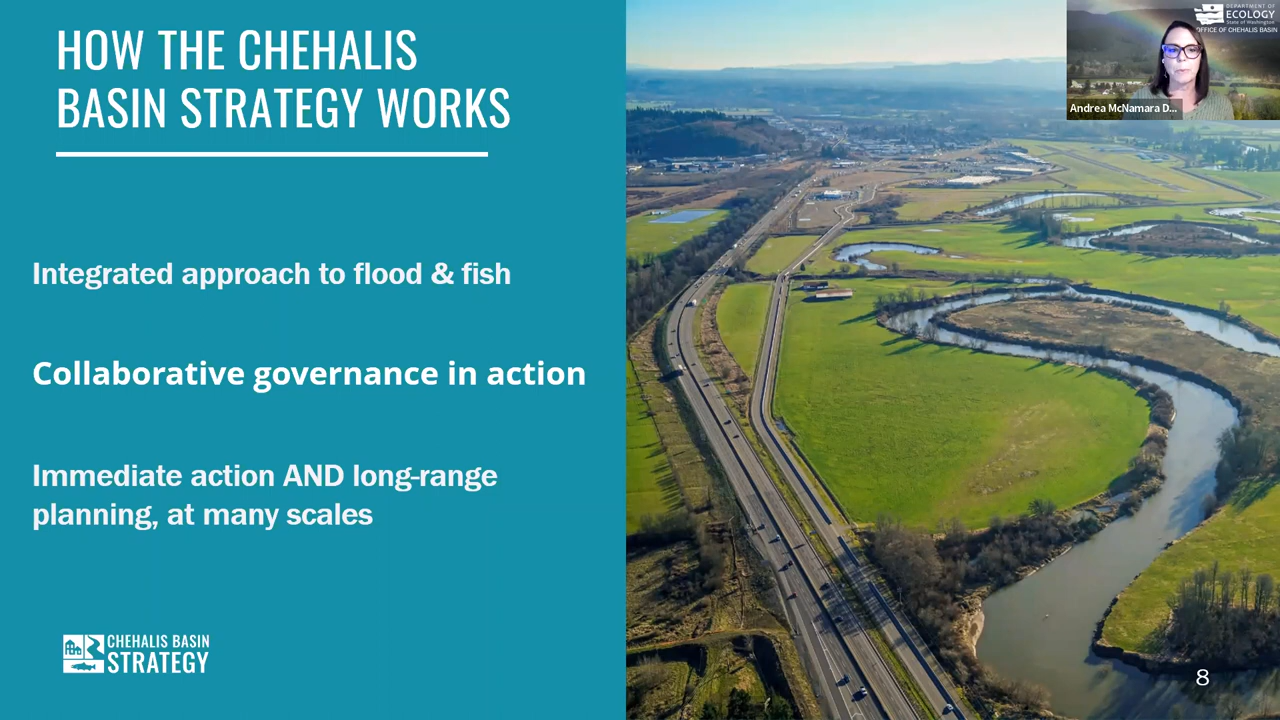 HOW THE CHEHALIS
BASIN STRATEGY WORKS
DEPARTMENT OF
ECOLOGY
State of Washington
OFFICE OF CHEHALIS BASIN
Andrea McNamara D...
Integrated approach to flood & fish
Collaborative governance in action
Immediate action AND long-range
planning, at many scales
CHEHALIS BASIN
STRATEGY
8